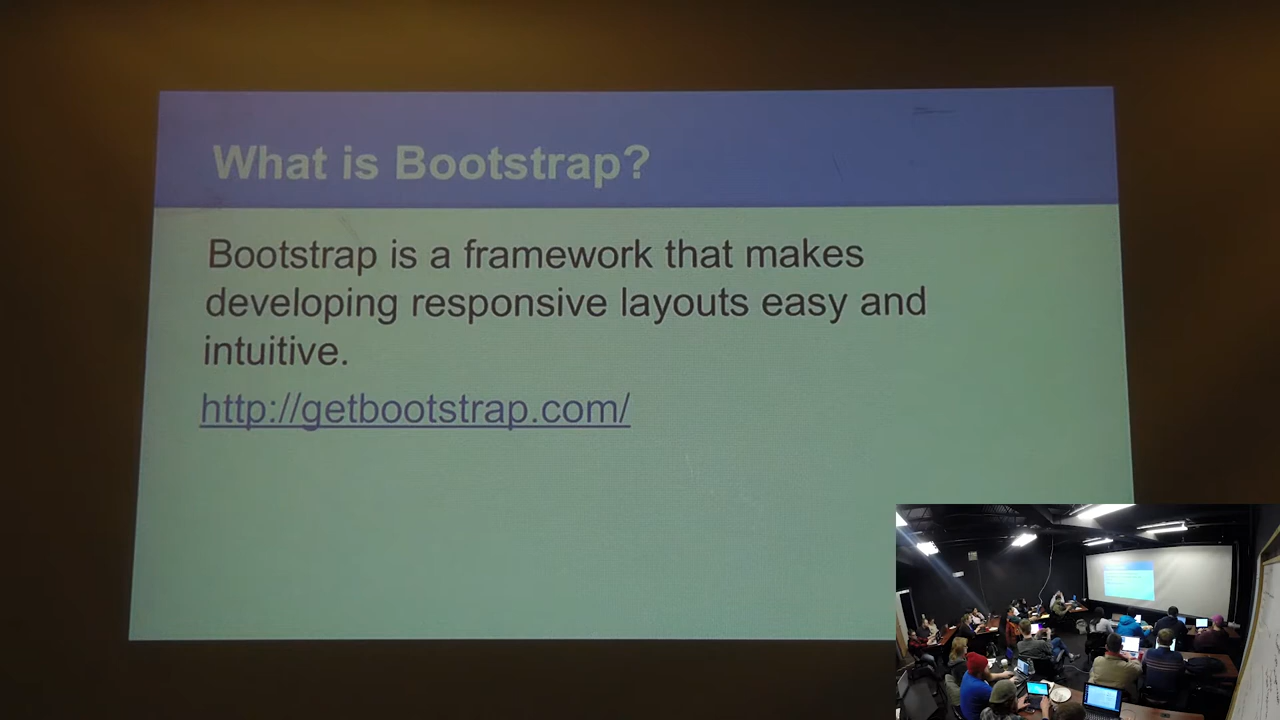 What is Bootstrap?
Bootstrap is a framework that makes
developing responsive layouts easy and
intuitive.
http://getbootstrap.com/